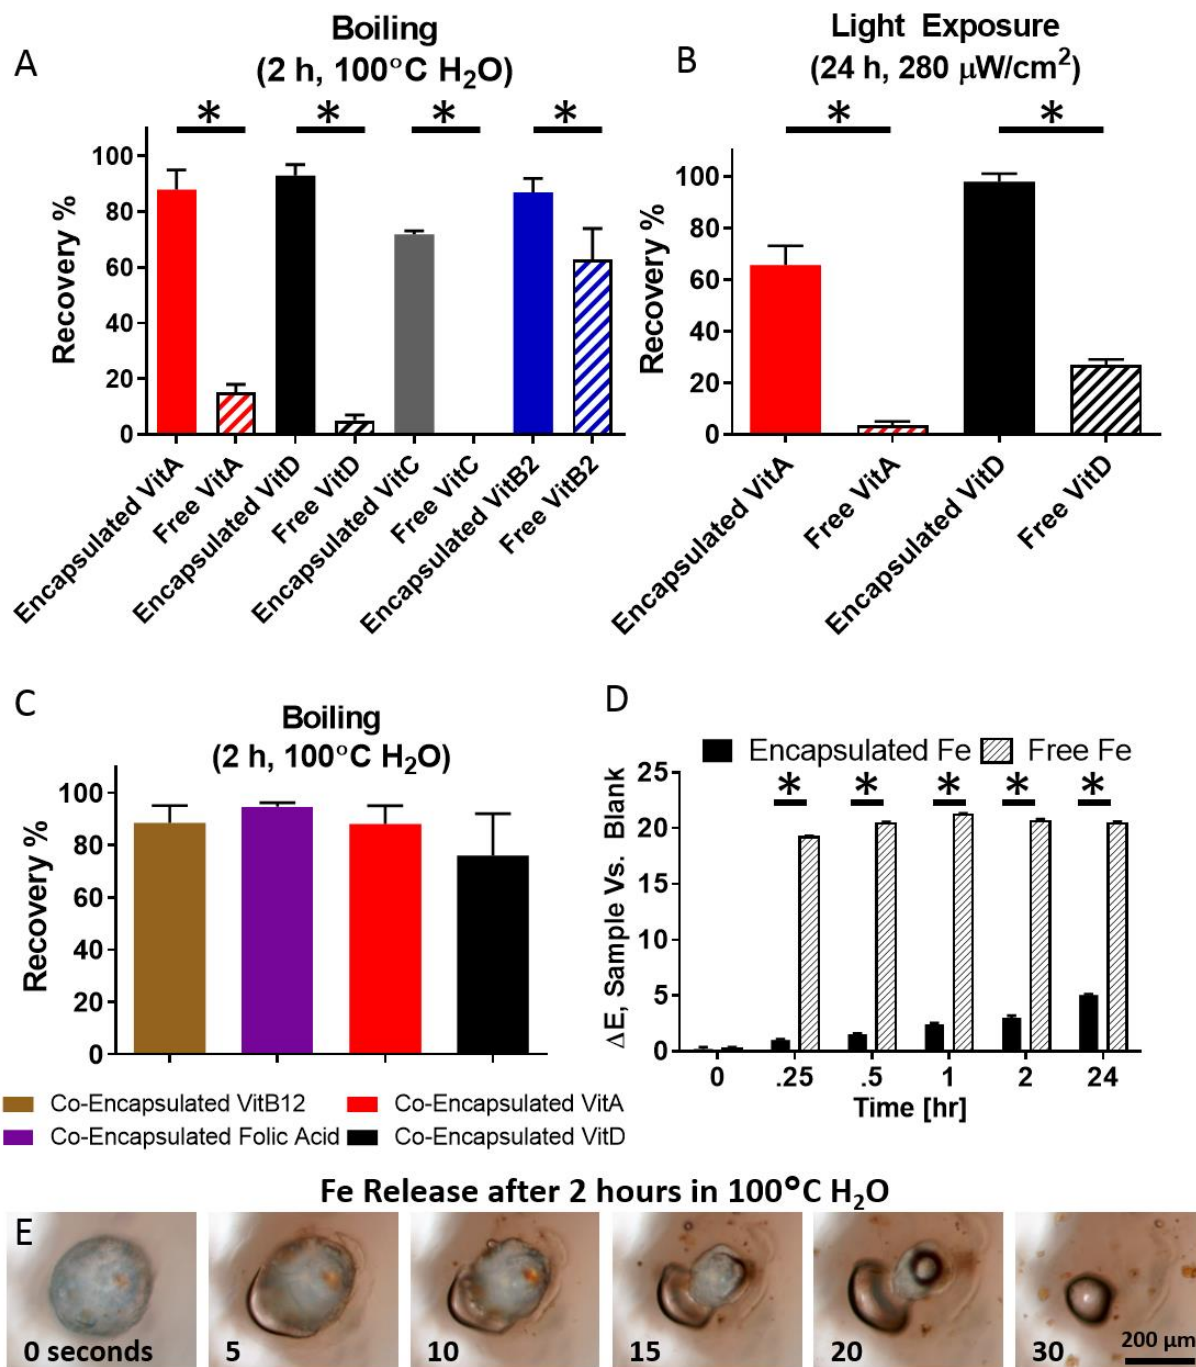 A
Boiling
(2 h, 100°C H₂O)
* * * *
Recovery %
100
80
60
40
20
0
Encapsulated VitA
Free VitA
Encapsulated VitD
Free VitD
Encapsulated VitC
Free VitC
Encapsulated VitB2
Free VitB2
B
Light Exposure
(24 h, 280 µW/cm²)
* *
Recovery %
100
80
60
40
20
0
Encapsulated VitA
Free VitA
Encapsulated VitD
Free VitD
C
Boiling
(2 h, 100°C H₂O)
Recovery %
100
80
60
40
20
0
Co-Encapsulated VitB12
Co-Encapsulated VitA
Co-Encapsulated Folic Acid
Co-Encapsulated VitD
D
Encapsulated Fe Free Fe
* * * * *
ΔE, Sample Vs. Blank
25
20
15
10
5
0
0 .25 .5 1 2 24
Time [hr]
Fe Release after 2 hours in 100°C H₂O
E
0 seconds 5 10 15 20 30
200 µm